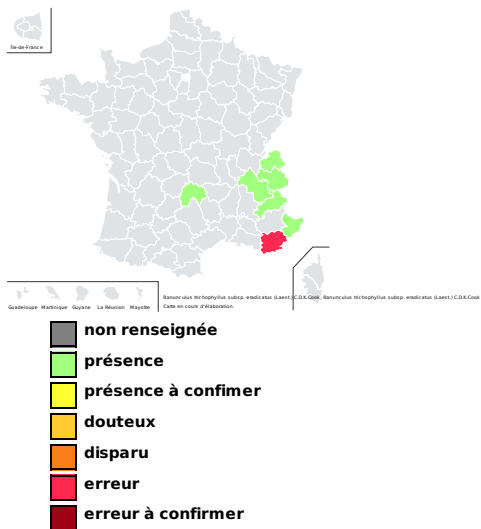 Île-de-France
Guadeloupe Martinique Guyane La Réunion Mayotte
Ranunculus trichophyllus subsp. eradicatus (Laest.) C.D.K.Cook, Ranunculus trichophyllus subsp. eradicatus (Laest.) C.D.K.Cook
Carte en cours d'élaboration.
non renseignée
présence
présence à confimer
douteux
disparu
erreur
erreur à confirmer